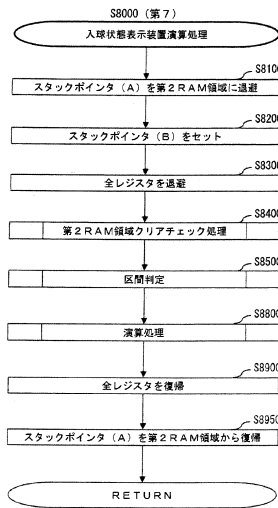 S8000 (第7)
入球状態表示装置演算処理
S8100
スタックポインタ(A)を第2RAM領域に退避
S8200
スタックポインタ(B)をセット
S8300
全レジスタを退避
S8400
第2RAM領域クリアチェック処理
S8500
区間判定
S8800
演算処理
S8900
全レジスタを復帰
S8950
スタックポインタ(A)を第2RAM領域から復帰
RETURN